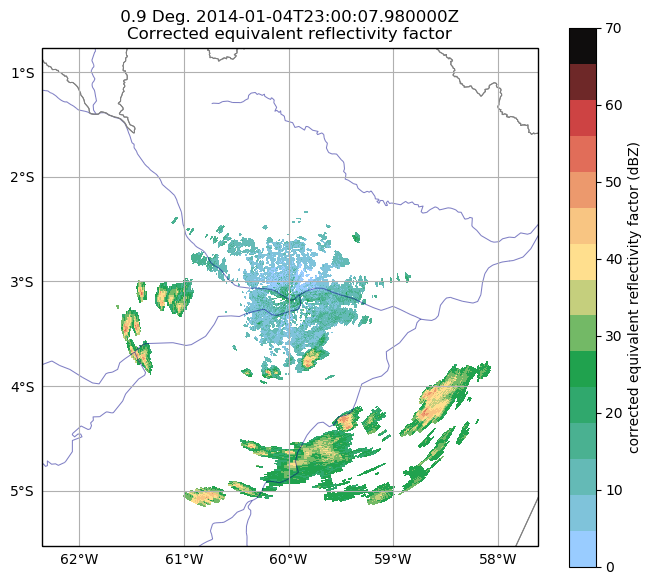 0.9 Deg. 2014-01-04T23:00:07.980000Z
Corrected equivalent reflectivity factor
1°S
2°S
3°S
4°S
5°S
62°W
61°W
60°W
59°W
58°W
70
60
50
40
30
20
10
0
corrected equivalent reflectivity factor (dBZ)